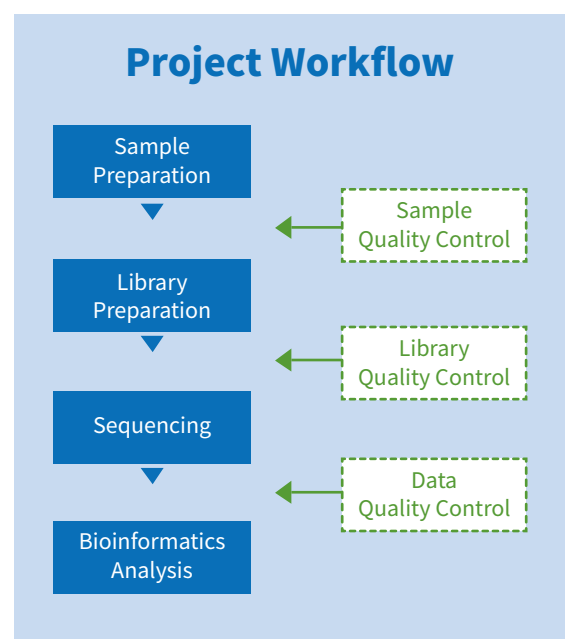 Project Workflow
Sample
Preparation
Sample
Quality Control
Library
Preparation
Library
Quality Control
Sequencing
Data
Quality Control
Bioinformatics
Analysis